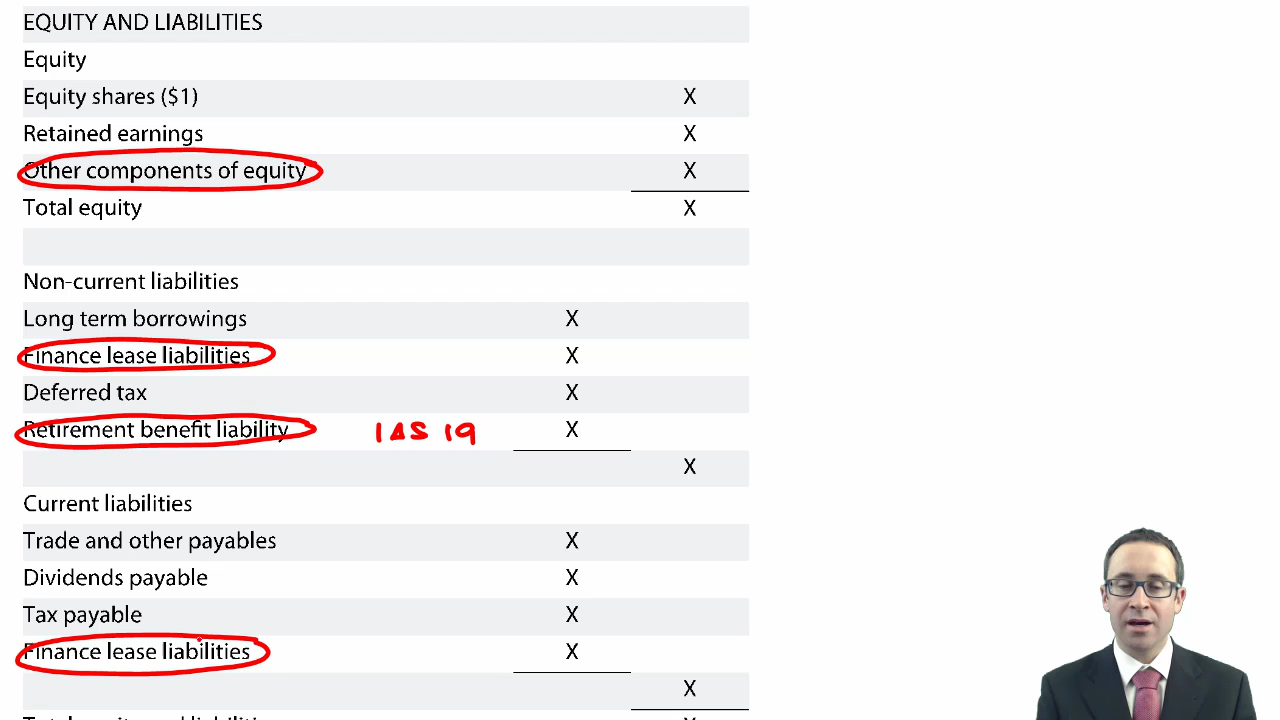 EQUITY AND LIABILITIES
Equity
Equity shares ($1) X
Retained earnings X
Other components of equity X
Total equity X
Non-current liabilities
Long term borrowings X
Finance lease liabilities X
Deferred tax X
Retirement benefit liability IAS 19 X
X
Current liabilities
Trade and other payables X
Dividends payable X
Tax payable X
Finance lease liabilities X
X